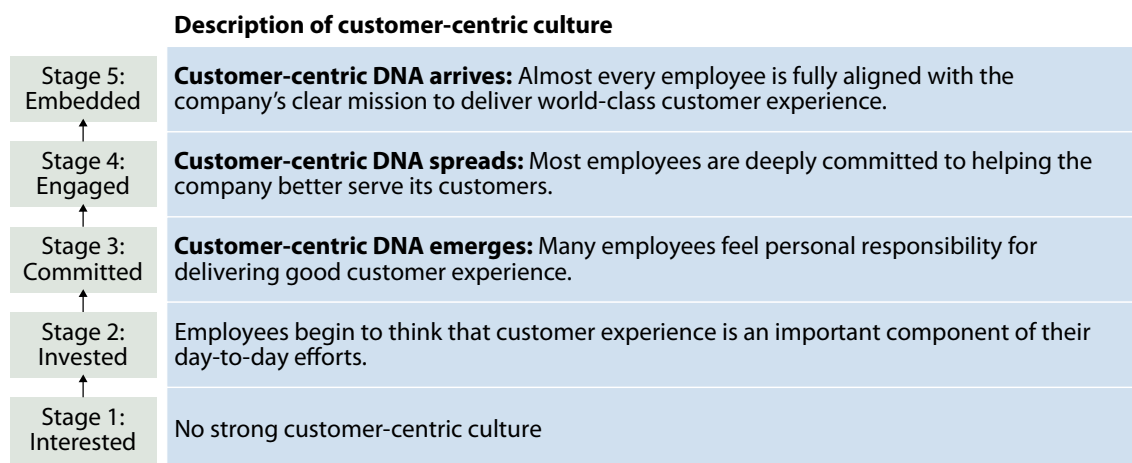 Description of customer-centric culture
Stage 5:
Embedded
Customer-centric DNA arrives: Almost every employee is fully aligned with the
company’s clear mission to deliver world-class customer experience.
Stage 4:
Engaged
Customer-centric DNA spreads: Most employees are deeply committed to helping the
company better serve its customers.
Stage 3:
Committed
Customer-centric DNA emerges: Many employees feel personal responsibility for
delivering good customer experience.
Stage 2:
Invested
Employees begin to think that customer experience is an important component of their
day-to-day efforts.
Stage 1:
Interested
No strong customer-centric culture